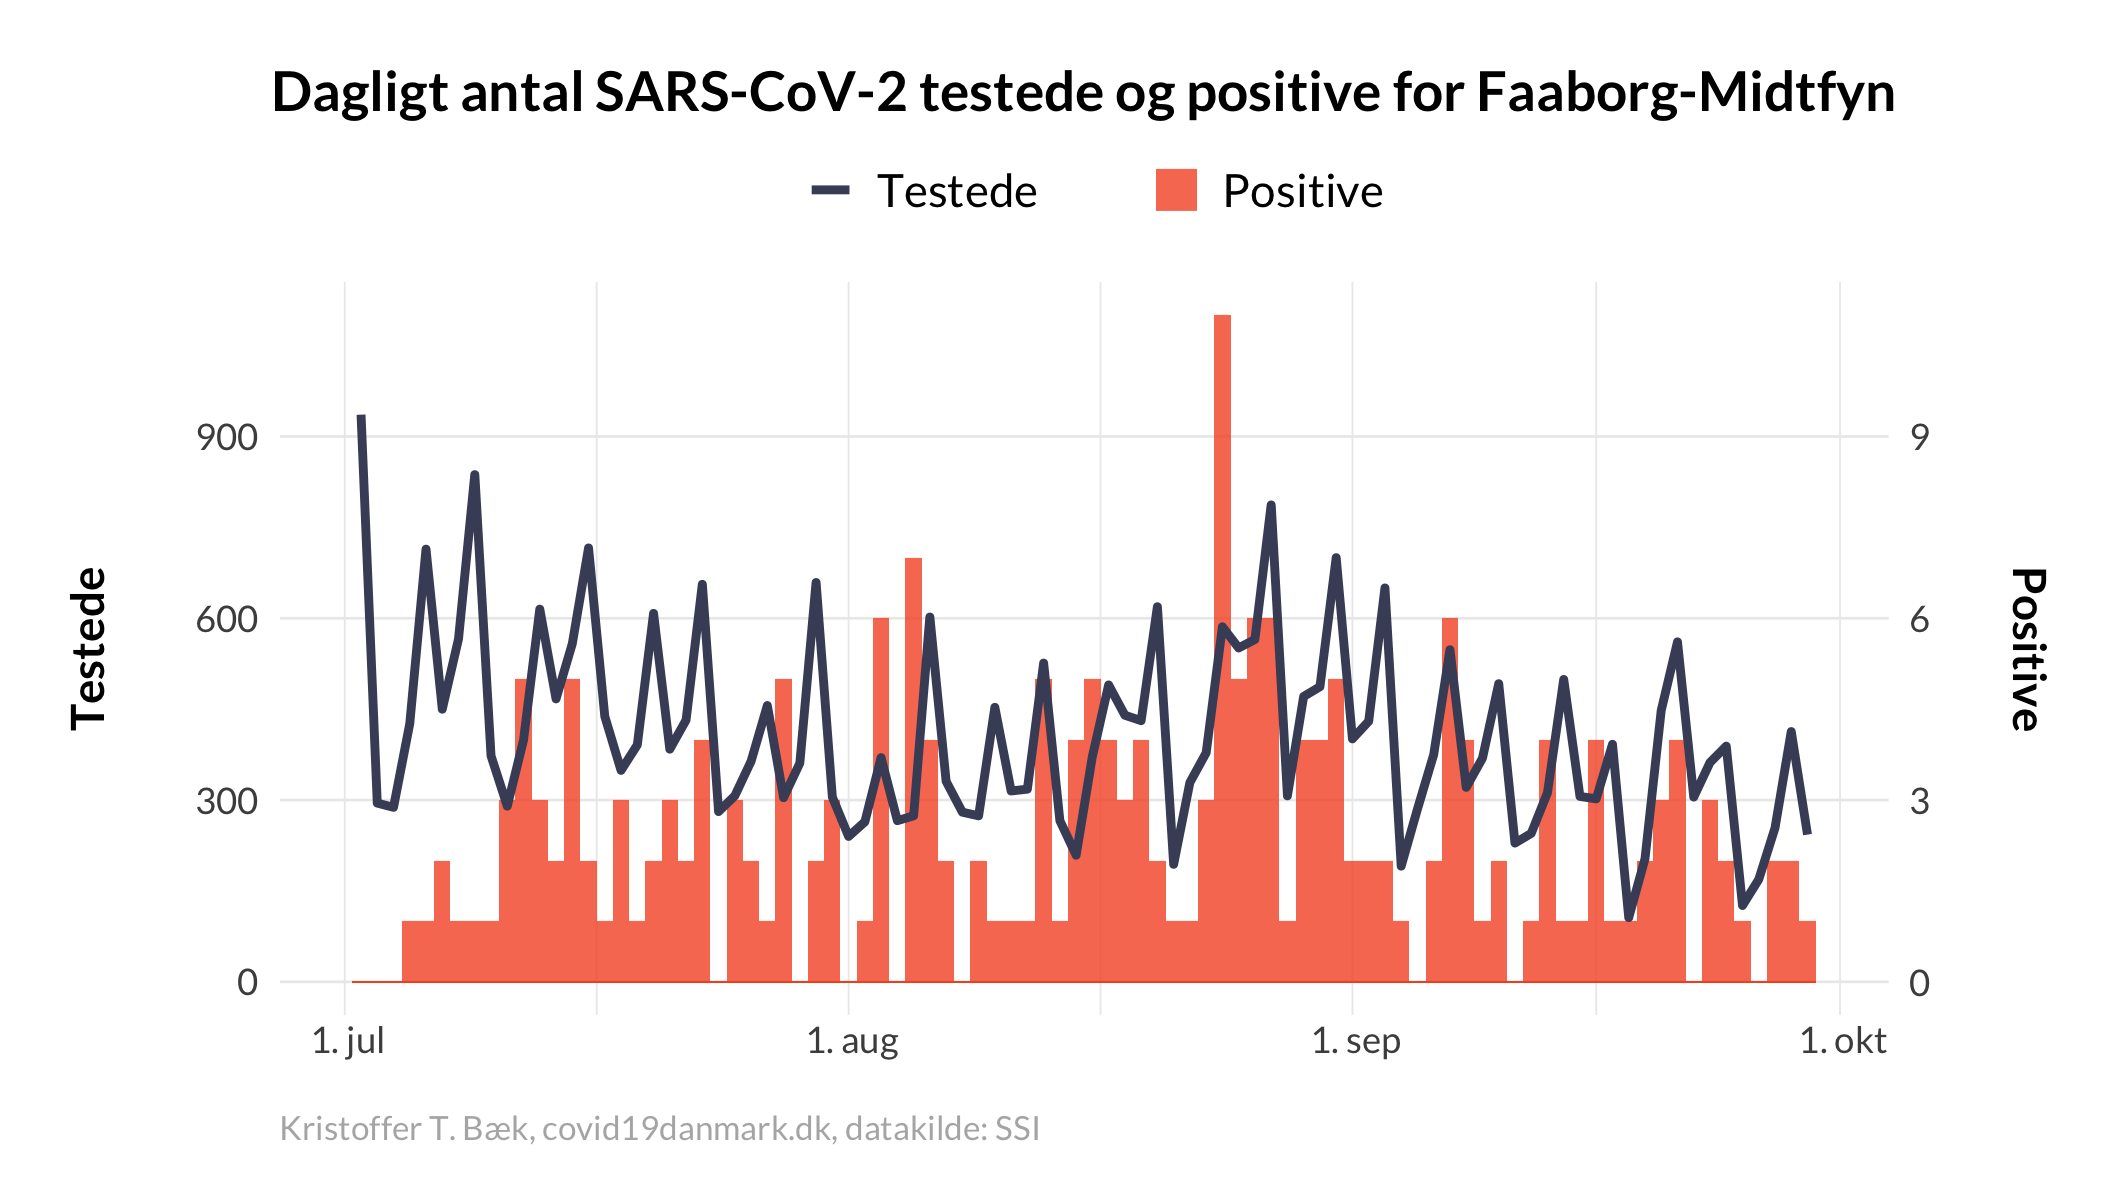 Dagligt antal SARS-CoV-2 testede og positive for Faaborg-Midtfyn
Testede Positive
Testede
900
600
300
0
9
6
3
0
Positive
1. jul 1. aug 1. sep 1. okt
Kristoffer T. Bæk, covid19danmark.dk, datakilde: SSI